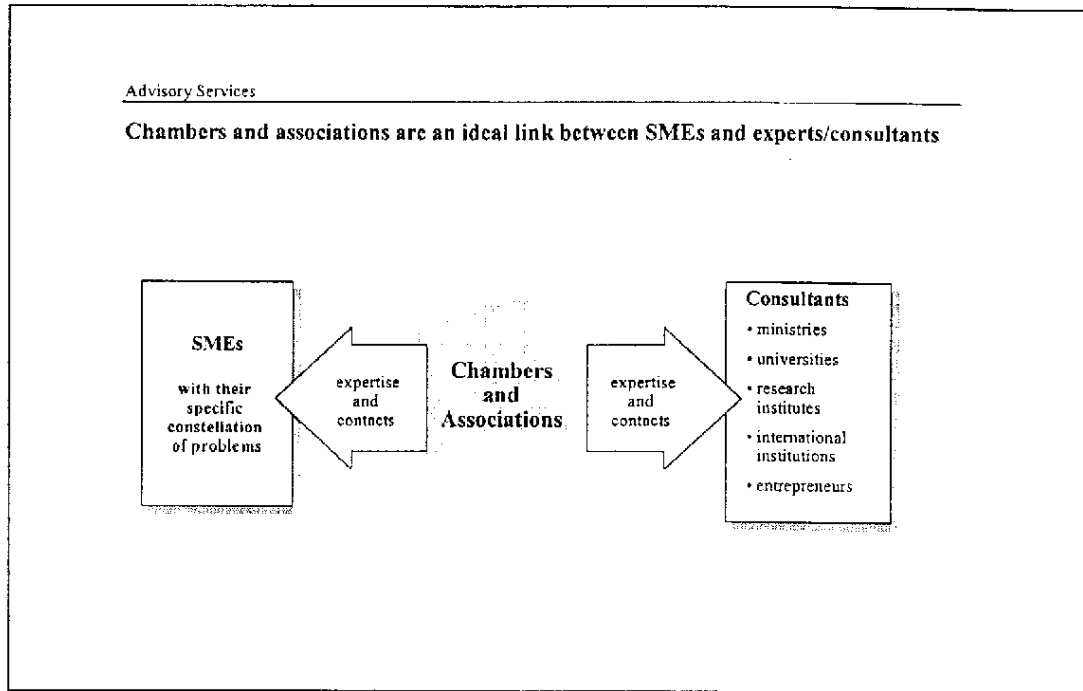 Advisory Services
Chambers and associations are an ideal link between SMEs and experts/consultants
SMEs
with their
specific
constellation
of problems
expertise
and
contacts
Chambers
and
Associations
expertise
and
contacts
Consultants
• ministries
• universities
• research
institutes
• international
institutions
• entrepreneurs